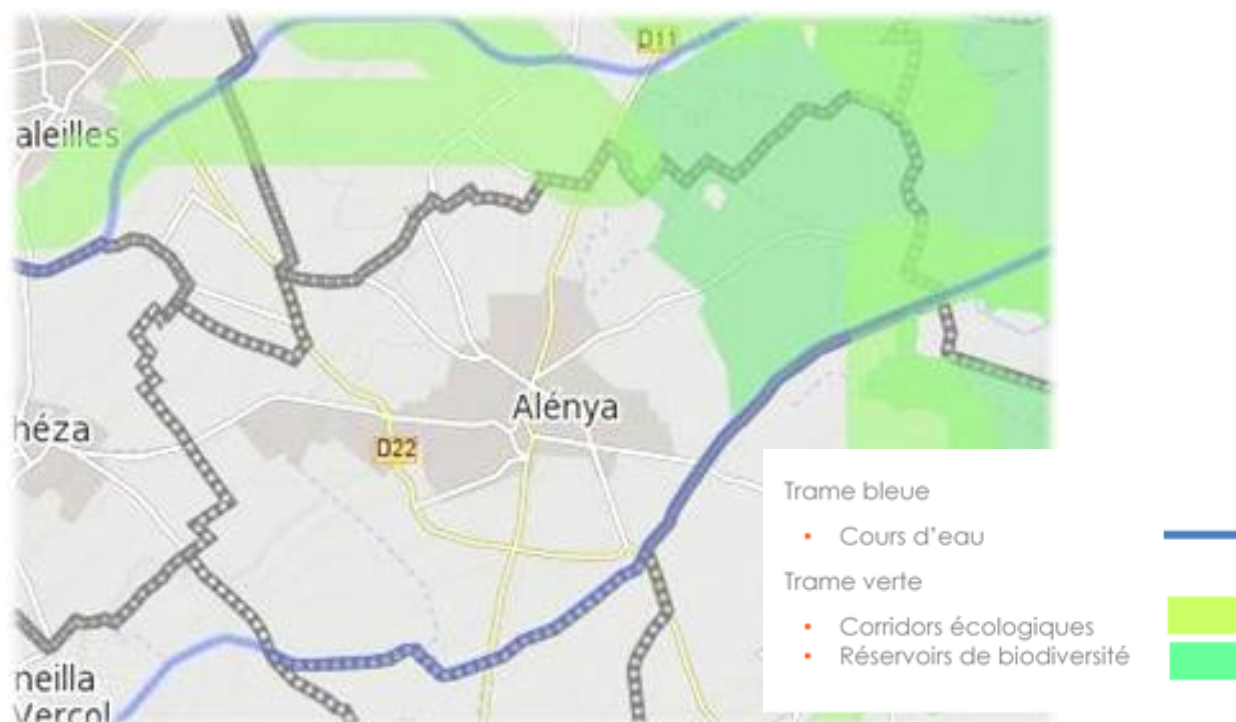 D11
aleilles
Alénya
héza
D22
neilla
Vercol
Trame bleue
• Cours d'eau
Trame verte
• Corridors écologiques
• Réservoirs de biodiversité